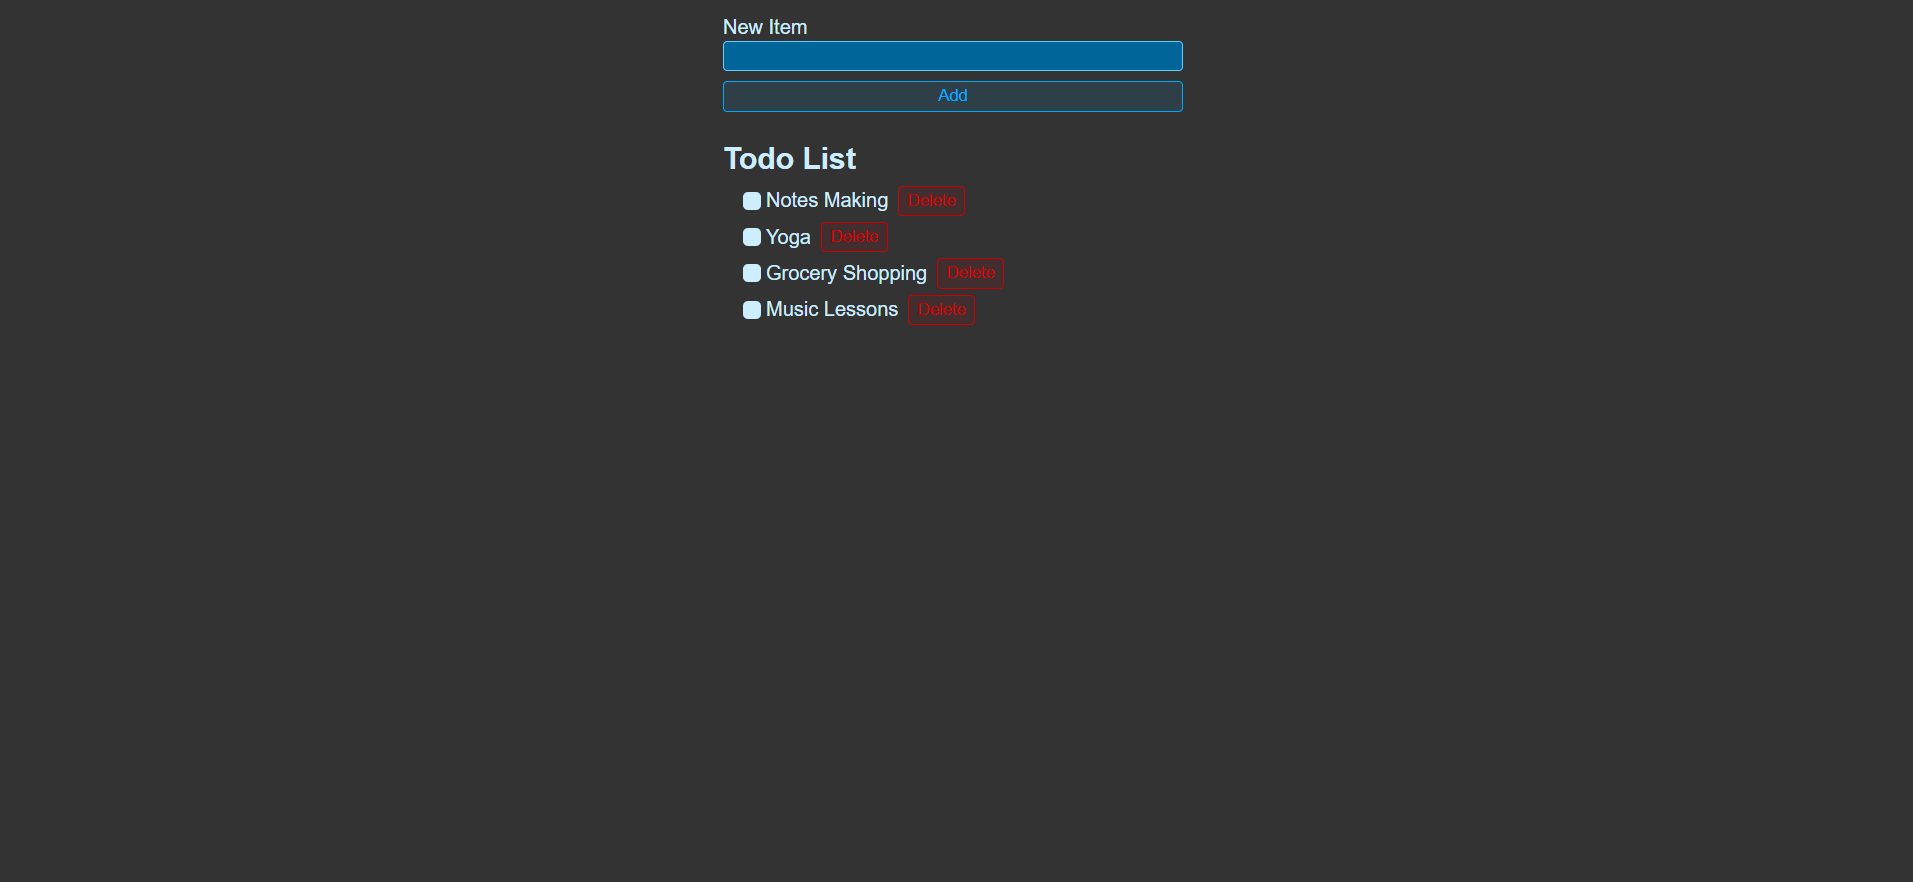 New Item
Add
Todo List
Notes Making Delete
Yoga Delete
Grocery Shopping Delete
Music Lessons Delete